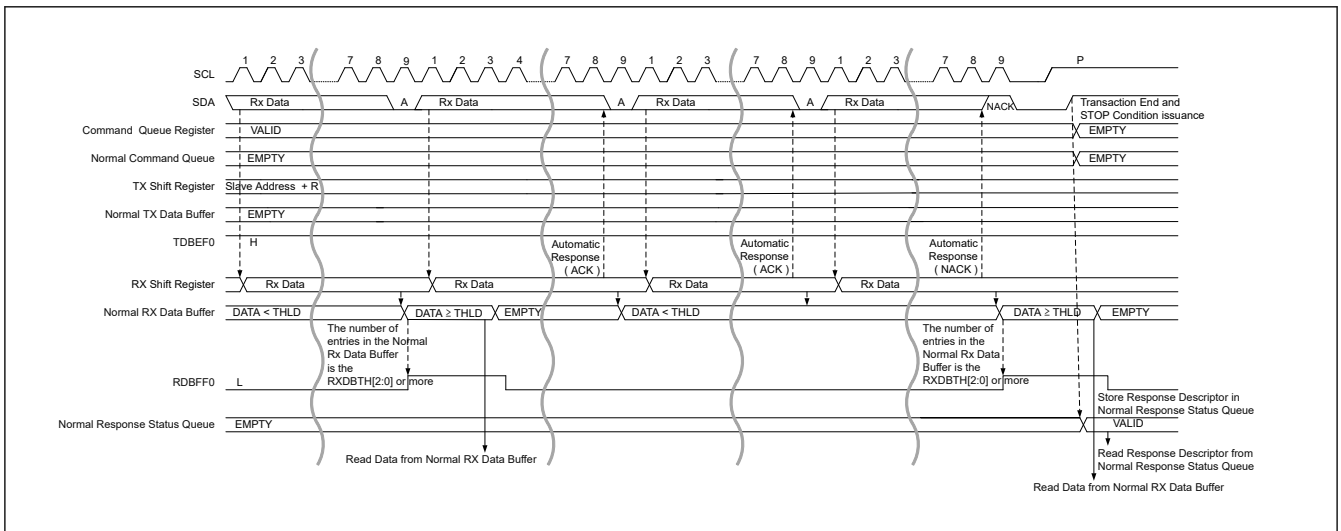 1 2 3 7 8 9 1 2 3 4 7 8 9 1 2 3 7 8 9 1 2 3 7 8 9 P
SCL
SDA Rx Data A Rx Data A Rx Data A Rx Data NACK Transaction End and
STOP Condition issuance
Command Queue Register VALID EMPTY
Normal Command Queue EMPTY EMPTY
TX Shift Register Slave Address + R
Normal TX Data Buffer EMPTY
TDBEF0 H
Automatic
Response
( ACK )
Automatic
Response
( ACK )
Automatic
Response
( NACK )
RX Shift Register Rx Data Rx Data Rx Data Rx Data
Normal RX Data Buffer DATA < THLD DATA ≥ THLD EMPTY DATA < THLD DATA ≥ THLD EMPTY
The number of
entries in the Normal
Rx Data Buffer
is the
RXDBTH[2:0] or more
The number of
entries in the
Normal Rx Data
Buffer is the
RXDBTH[2:0] or more
RDBFF0 L
Store Response Descriptor in
Normal Response Status Queue
Normal Response Status Queue EMPTY VALID
Read Data from Normal RX Data Buffer
Read Response Descriptor from
Normal Response Status Queue
Read Data from Normal RX Data Buffer